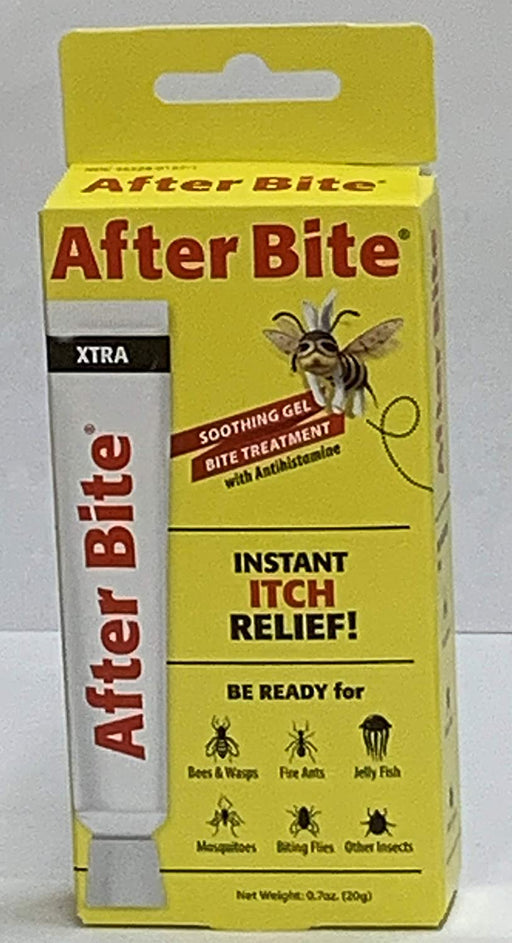 After Bite®
After Bite®
XTRA
After Bite®
SOOTHING GEL
BITE TREATMENT
with Antihistamine
INSTANT
ITCH
RELIEF!
BE READY for
Bees & Wasps Fire Ants Jelly Fish
Mosquitoes Biting Flies Other Insects
Net Weight: 0.7oz. (20g)